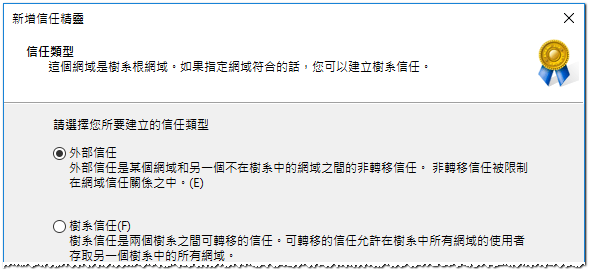 新增信任精靈
信任類型
這個網域是樹系根網域。如果指定網域符合的話，您可以建立樹系信任。
請選擇您所要建立的信任類型
外部信任
外部信任是某個網域和另一個不在樹系中的網域之間的非轉移信任。 非轉移信任被限制
在網域信任關係之中。(E)
樹系信任(F)
樹系信任是兩個樹系之間可轉移的信任。可轉移的信任允許在樹系中所有網域的使用者
存取另一個樹系中的所有網域。